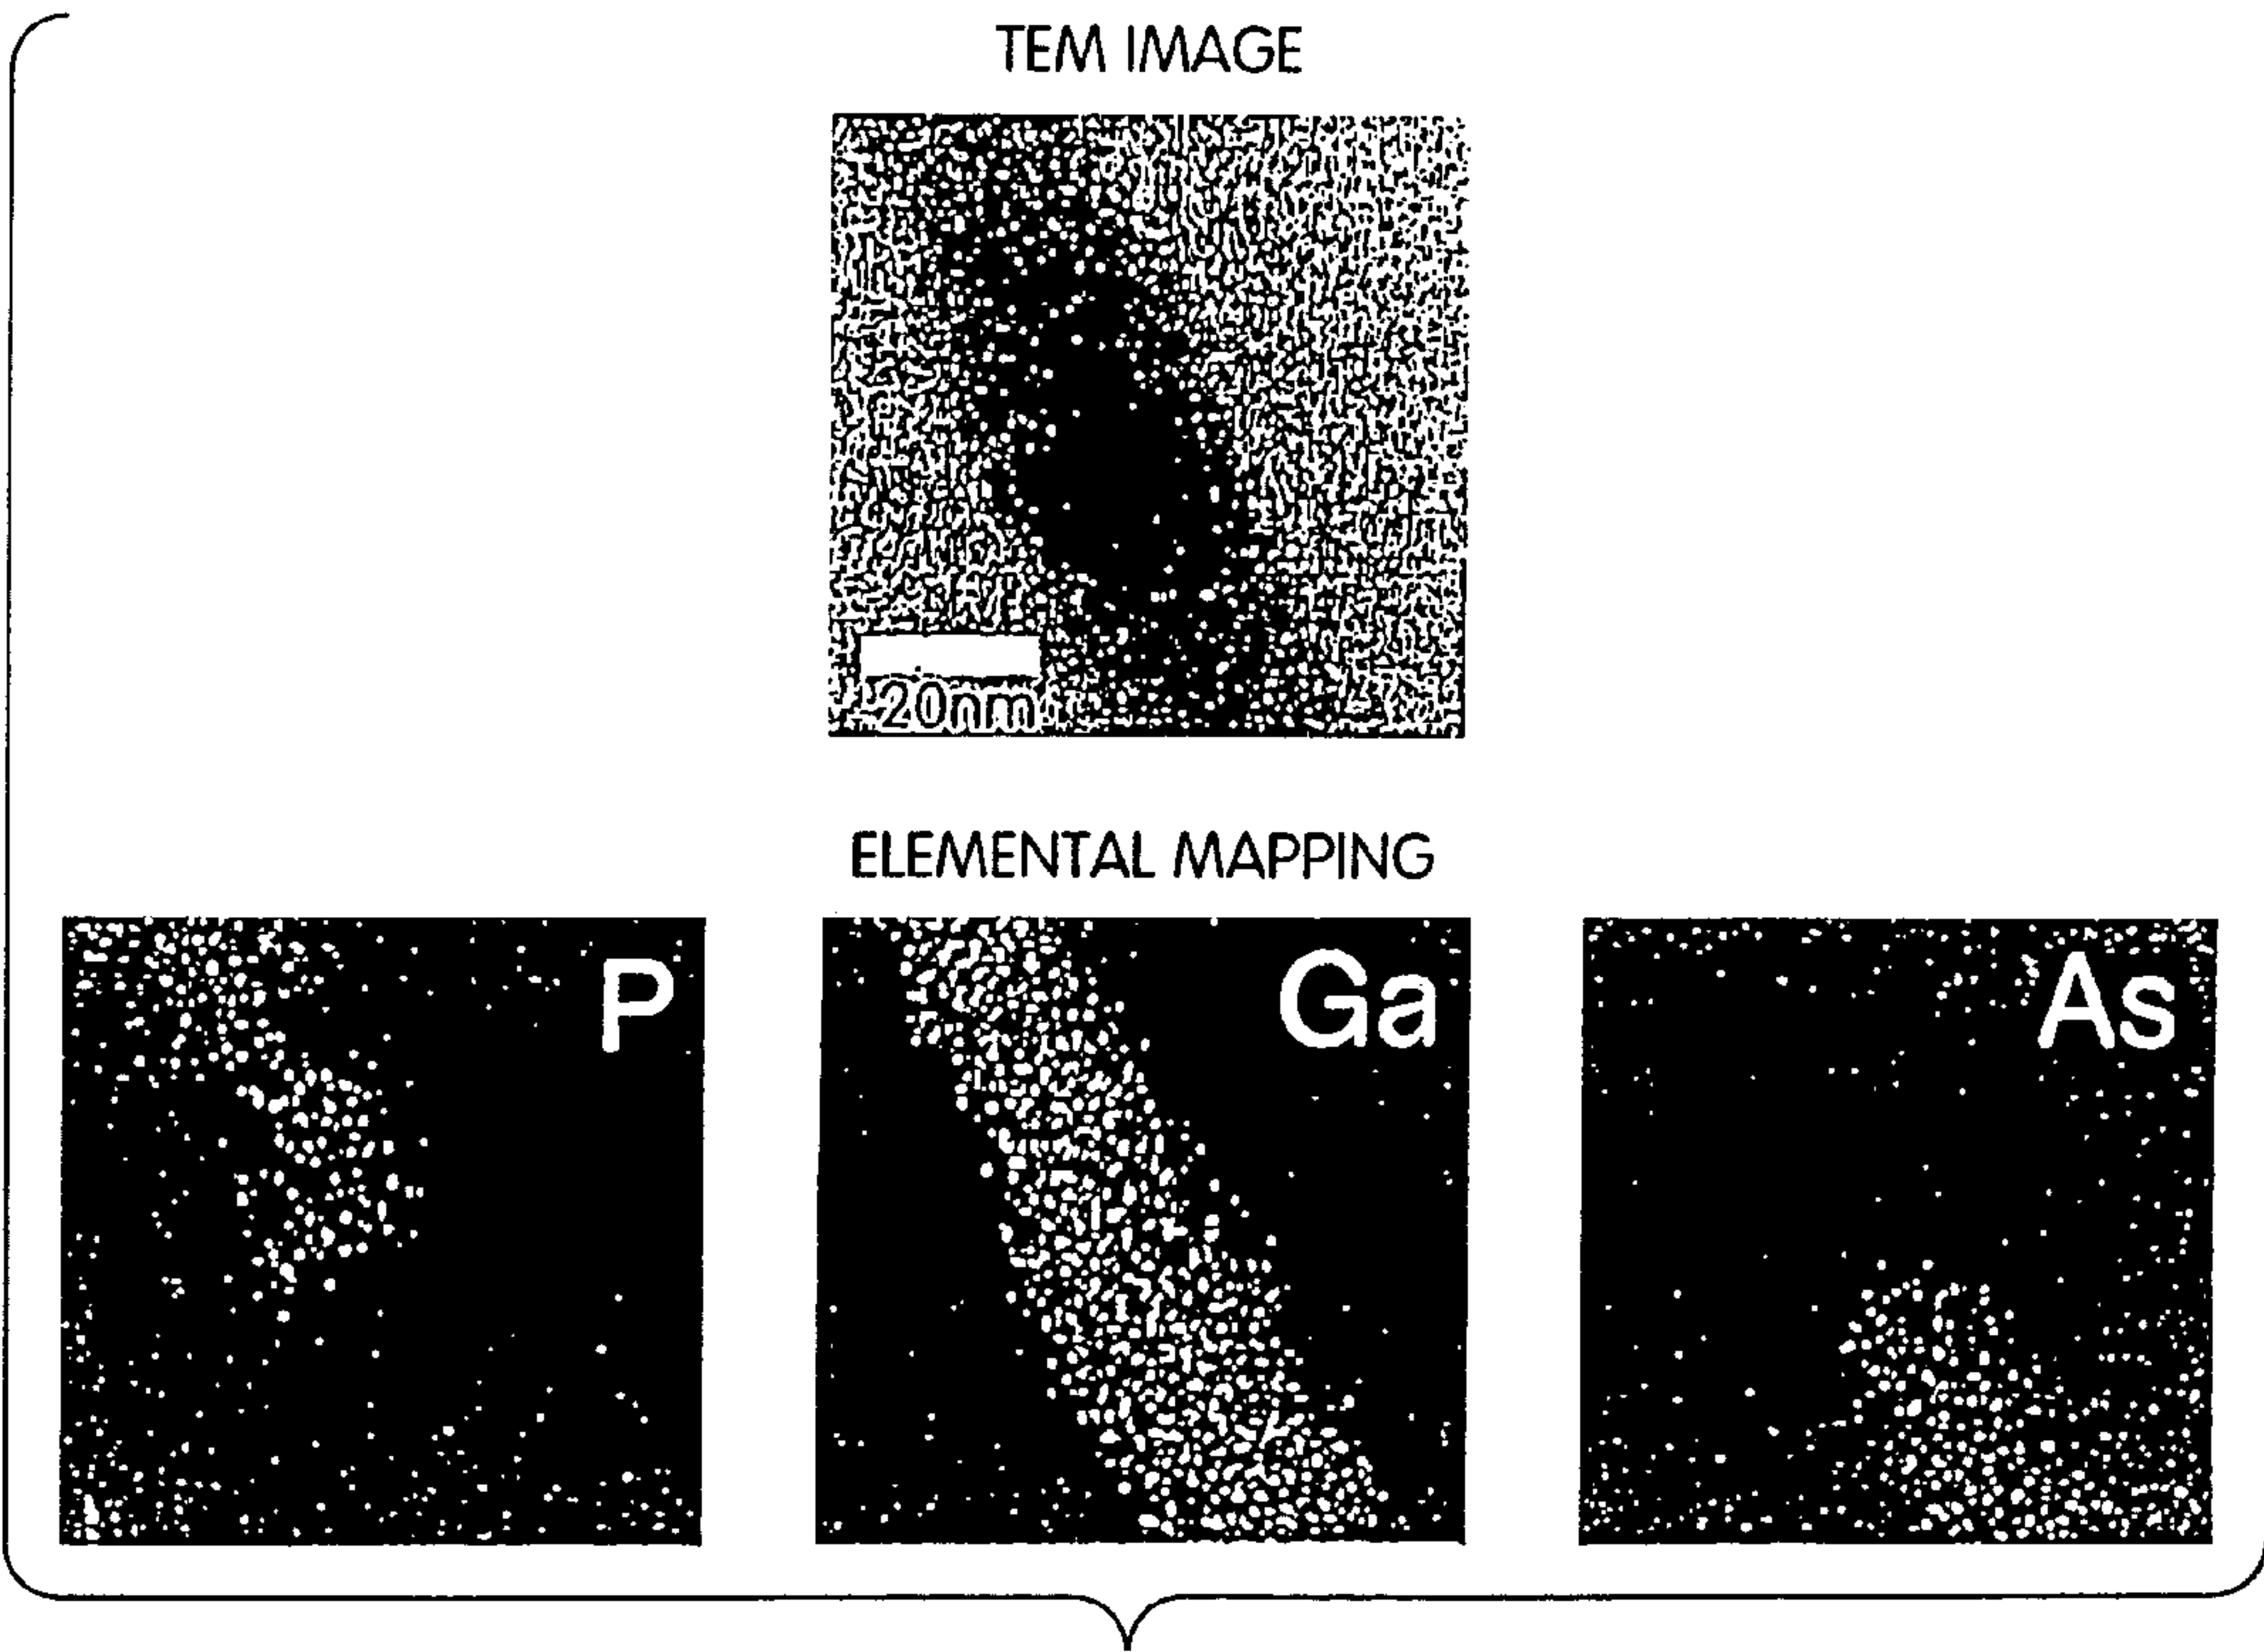 TEM IMAGE
20nm
ELEMENTAL MAPPING
P
Ga
As